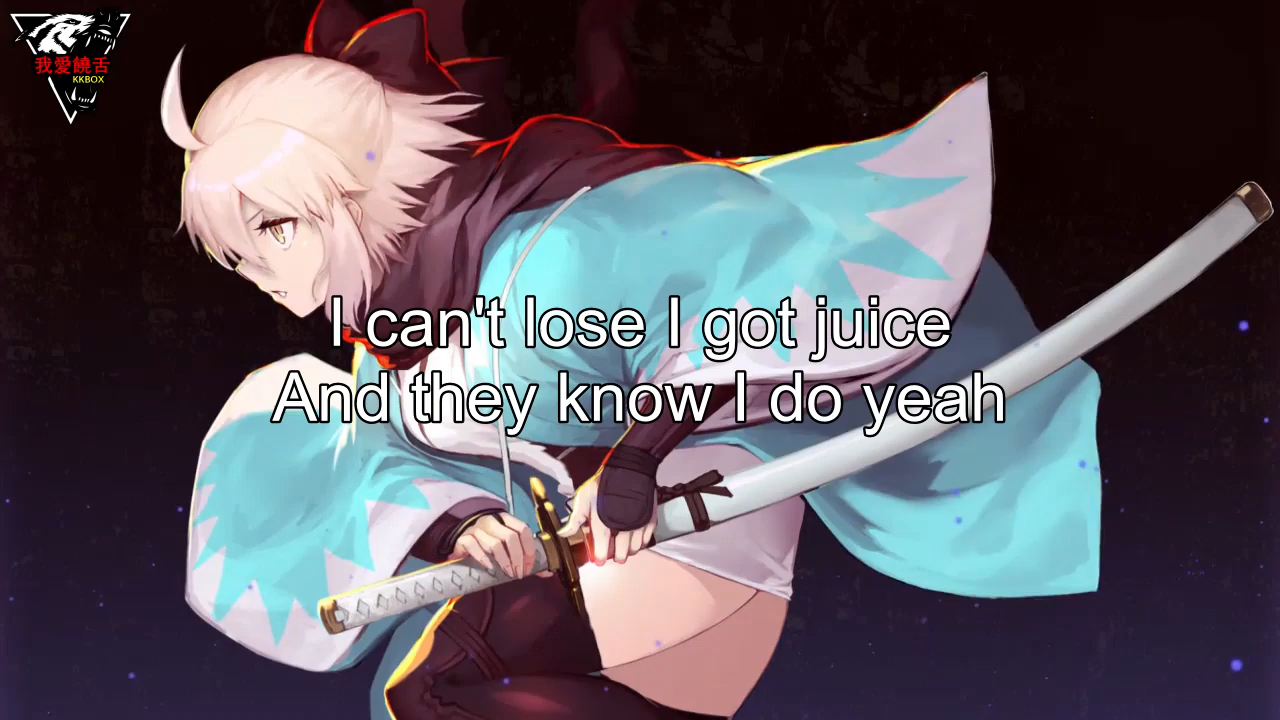 我愛饒舌
KKBOX
I can't lose I got juice
And they know I do yeah